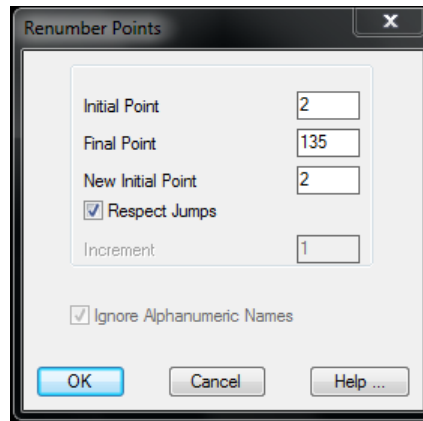 Renumber Points
Initial Point 2
Final Point 135
New Initial Point 2
Respect Jumps
Increment 1
Ignore Alphanumeric Names
OK Cancel Help ...